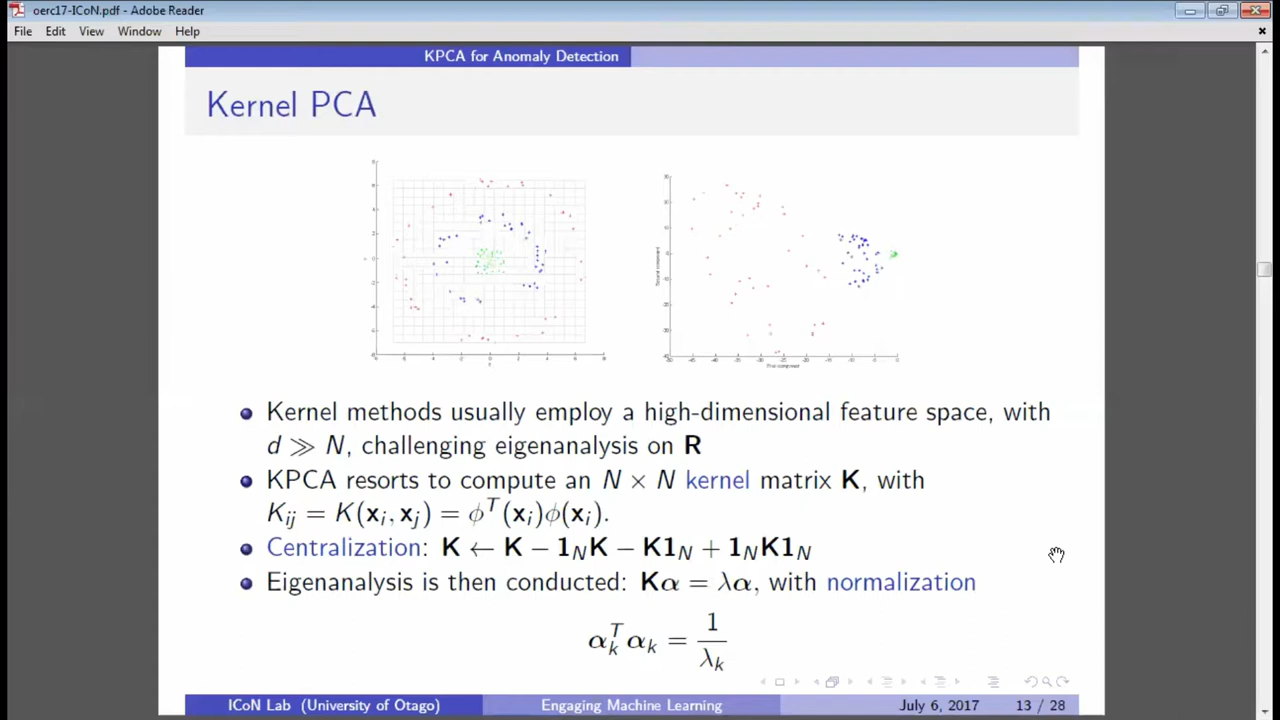 oerc17-ICoN.pdf - Adobe Reader
File Edit View Window Help
KPCA for Anomaly Detection
Kernel PCA
Kernel methods usually employ a high-dimensional feature space, with
d ≫ N, challenging eigenanalysis on R
KPCA resorts to compute an N × N kernel matrix K, with
K_ij = K(x_i, x_j) = ϕ^T(x_i)ϕ(x_i).
Centralization: K ← K − 1_N K − K1_N + 1_N K1_N
Eigenanalysis is then conducted: Kα = λα, with normalization
α_k^T α_k = 1/λ_k
ICoN Lab (University of Otago) Engaging Machine Learning July 6, 2017 13 / 28